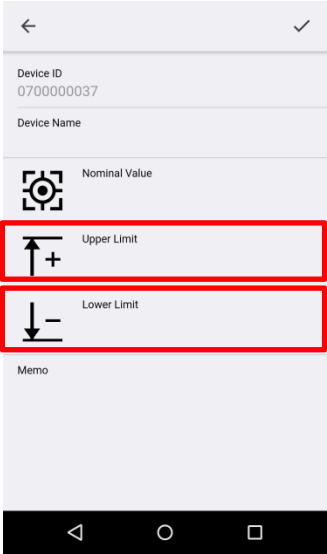 Device ID
0700000037
Device Name
Nominal Value
Upper Limit
+
Lower Limit
−
Memo